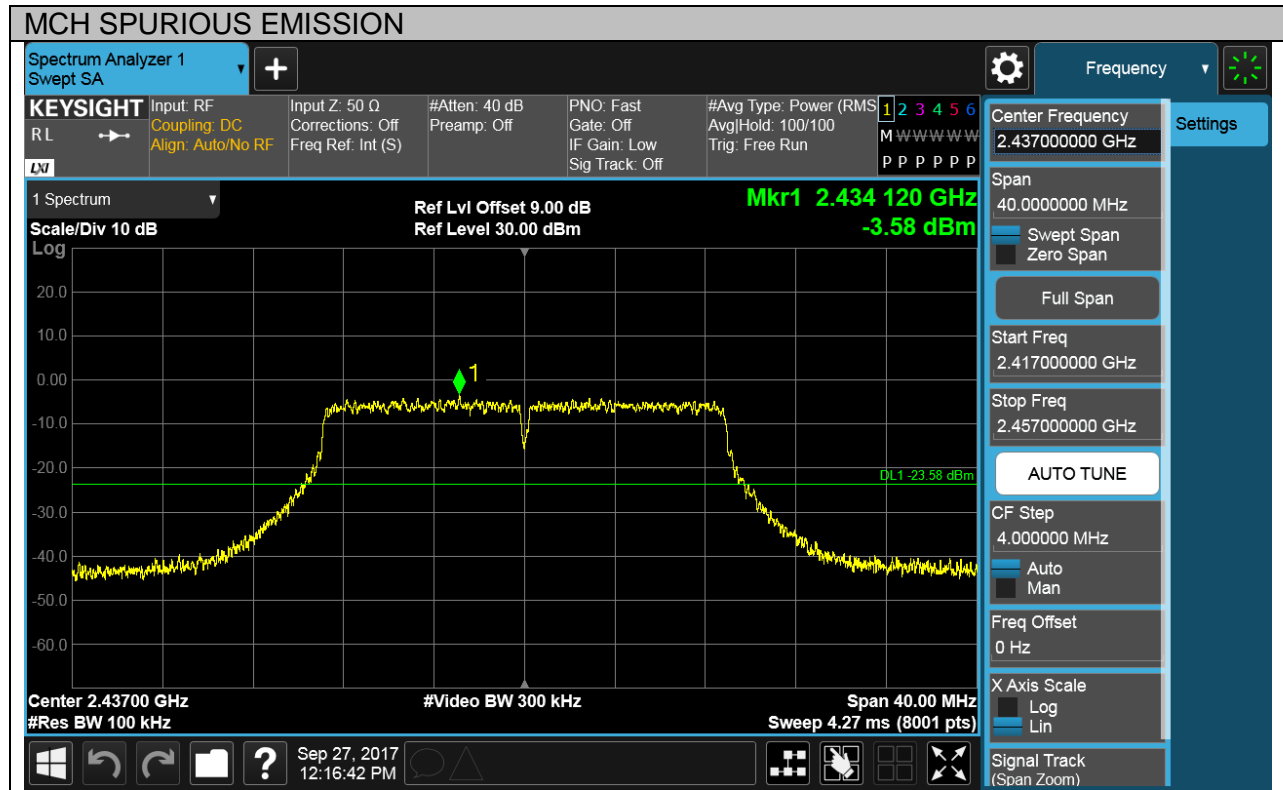 MCH SPURIOUS EMISSION
Spectrum Analyzer 1
Swept SA
Frequency
KEYSIGHT
R L
LXI
Input: RF
Coupling: DC
Align: Auto/No RF
Input Z: 50 Ω
Corrections: Off
Freq Ref: Int (S)
#Atten: 40 dB
Preamp: Off
PNO: Fast
Gate: Off
IF Gain: Low
Sig Track: Off
#Avg Type: Power (RMS
Avg|Hold: 100/100
Trig: Free Run
1 2 3 4 5 6
M W W W W W
P P P P P P
Center Frequency
2.437000000 GHz
Settings
1 Spectrum
Scale/Div 10 dB
Ref Lvl Offset 9.00 dB
Ref Level 30.00 dBm
Mkr1 2.434 120 GHz
-3.58 dBm
Log
20.0
10.0
0.00
-10.0
-20.0
-30.0
-40.0
-50.0
-60.0
1
DL1 -23.58 dBm
Center 2.43700 GHz
#Video BW 300 kHz
Span 40.00 MHz
#Res BW 100 kHz
Sweep 4.27 ms (8001 pts)
Span
40.0000000 MHz
Swept Span
Zero Span
Full Span
Start Freq
2.417000000 GHz
Stop Freq
2.457000000 GHz
AUTO TUNE
CF Step
4.000000 MHz
Auto
Man
Freq Offset
0 Hz
X Axis Scale
Log
Lin
Signal Track
(Span Zoom)
?
Sep 27, 2017
12:16:42 PM